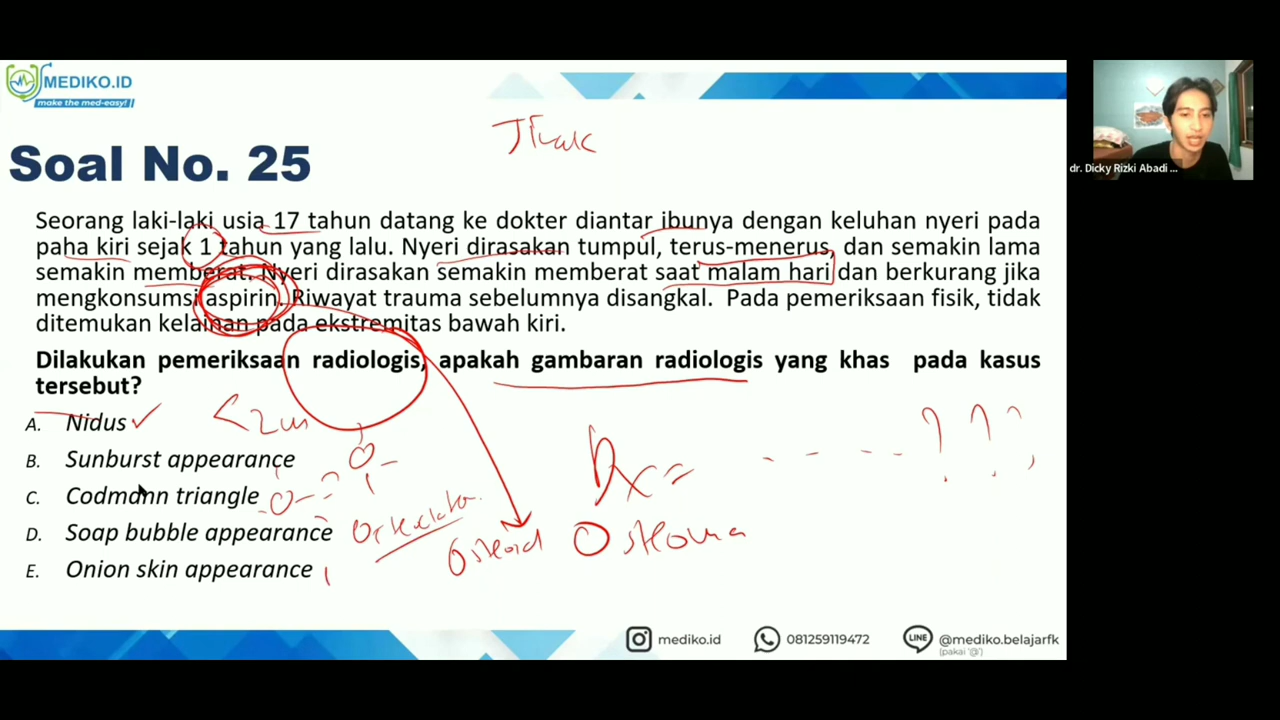 MEDIKO.ID
make the med-easy!
Soal No. 25
Seorang laki-laki usia 17 tahun datang ke dokter diantar ibunya dengan keluhan nyeri pada
paha kiri sejak 1 tahun yang lalu. Nyeri dirasakan tumpul, terus-menerus, dan semakin lama
semakin memberat. Nyeri dirasakan semakin memberat saat malam hari dan berkurang jika
mengkonsumsi aspirin. Riwayat trauma sebelumnya disangkal. Pada pemeriksaan fisik, tidak
ditemukan kelainan pada ekstremitas bawah kiri.
Dilakukan pemeriksaan radiologis, apakah gambaran radiologis yang khas pada kasus
tersebut?
A. Nidus
B. Sunburst appearance
C. Codmann triangle
D. Soap bubble appearance
E. Onion skin appearance
<2 cm
Dx =
???
Osteoid Osteoma
mediko.id
081259119472
LINE
@mediko.belajarfk
(pakai '@')
dr. Dicky Rizki Abadi ...